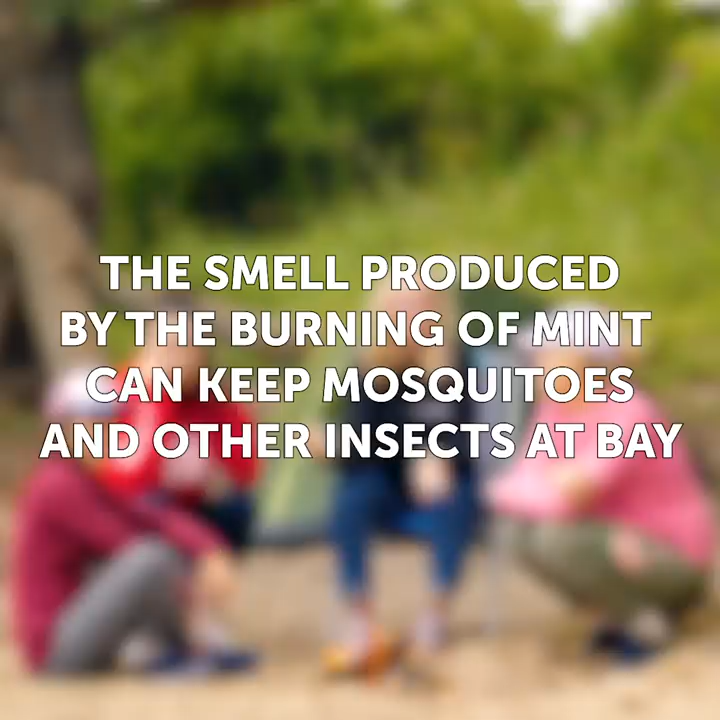 THE SMELL PRODUCED
BY THE BURNING OF MINT
CAN KEEP MOSQUITOES
AND OTHER INSECTS AT BAY